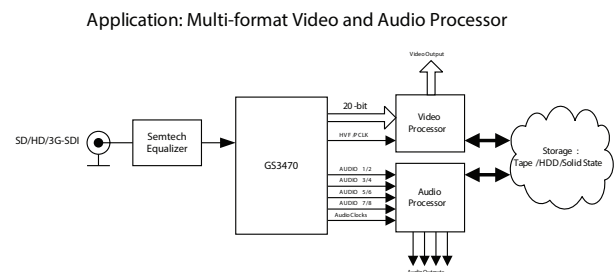 Application: Multi-format Video and Audio Processor
Video Output
20 -bit
Video
Processor
HVF /PCLK
SD/HD/3G-SDI
Semtech
Equalizer
GS3470
Storage :
Tape /HDD/Solid State
AUDIO 1/2
AUDIO 3/4
AUDIO 5/6
AUDIO 7/8
Audio Clocks
Audio
Processor
Audio Outputs